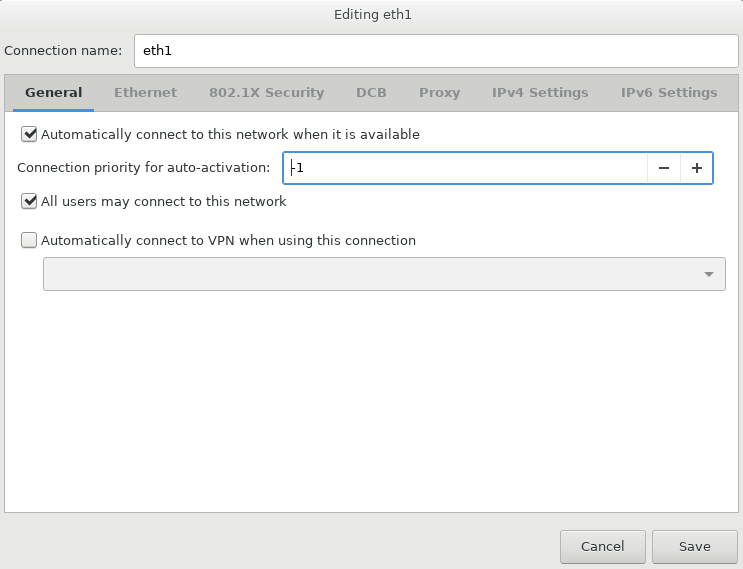 Editing eth1
Connection name: eth1
General Ethernet 802.1X Security DCB Proxy IPv4 Settings IPv6 Settings
Automatically connect to this network when it is available
Connection priority for auto-activation: -1
All users may connect to this network
Automatically connect to VPN when using this connection
Cancel Save